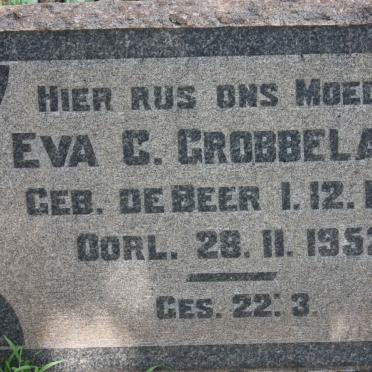 HIER RUS ONS MOED
EVA C. GROBBELA
GEB. DE BEER 1.12.1
OORL. 28.11.195
GES. 22:3